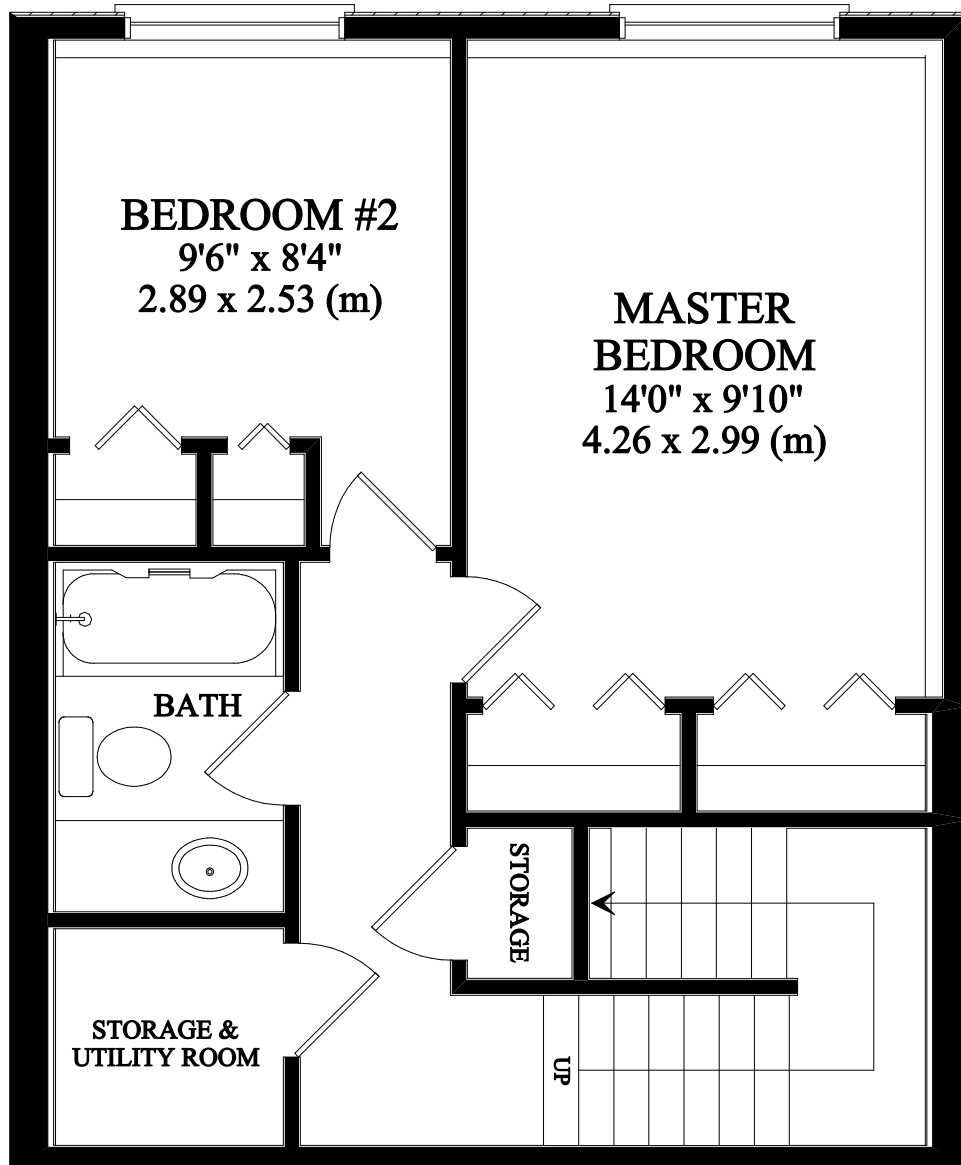 BEDROOM #2
9'6" x 8'4"
2.89 x 2.53 (m)
MASTER
BEDROOM
14'0" x 9'10"
4.26 x 2.99 (m)
BATH
STORAGE
STORAGE &
UTILITY ROOM
UP